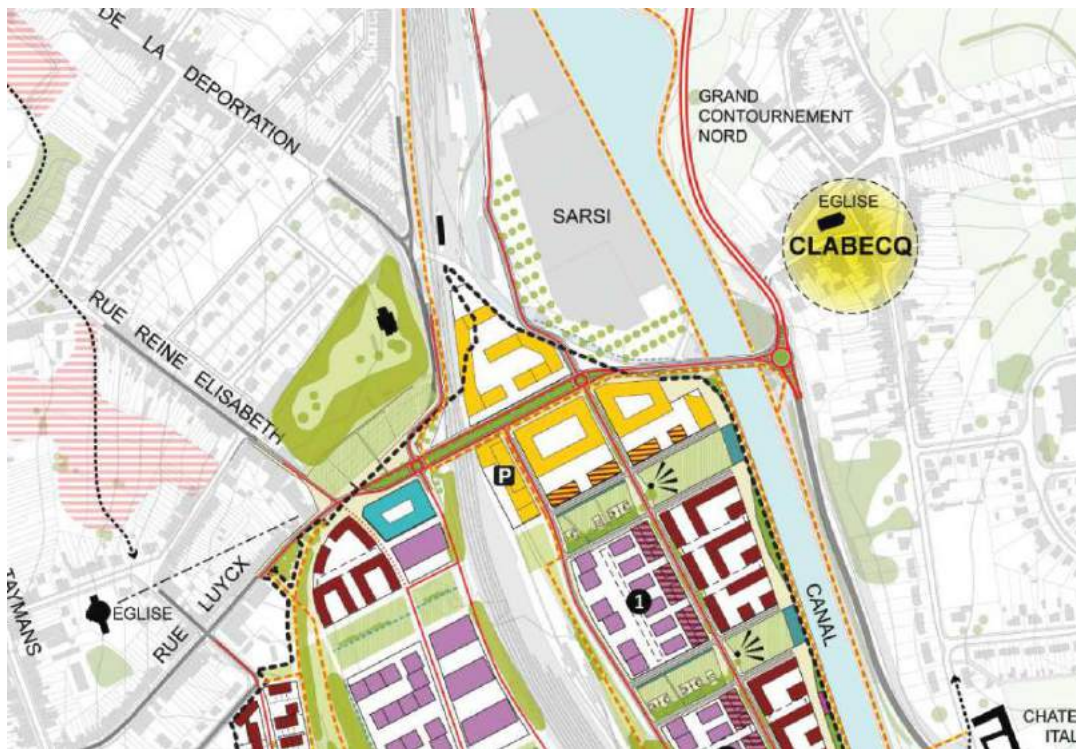 DE LA DEPORTATION
GRAND
CONTOURNEMENT
NORD
SARSI
EGLISE
CLABECQ
RUE REINE ELISABETH
P
1
CANAL
RUE LUYCX
EGLISE
TAYMANS
CHATE
ITAL